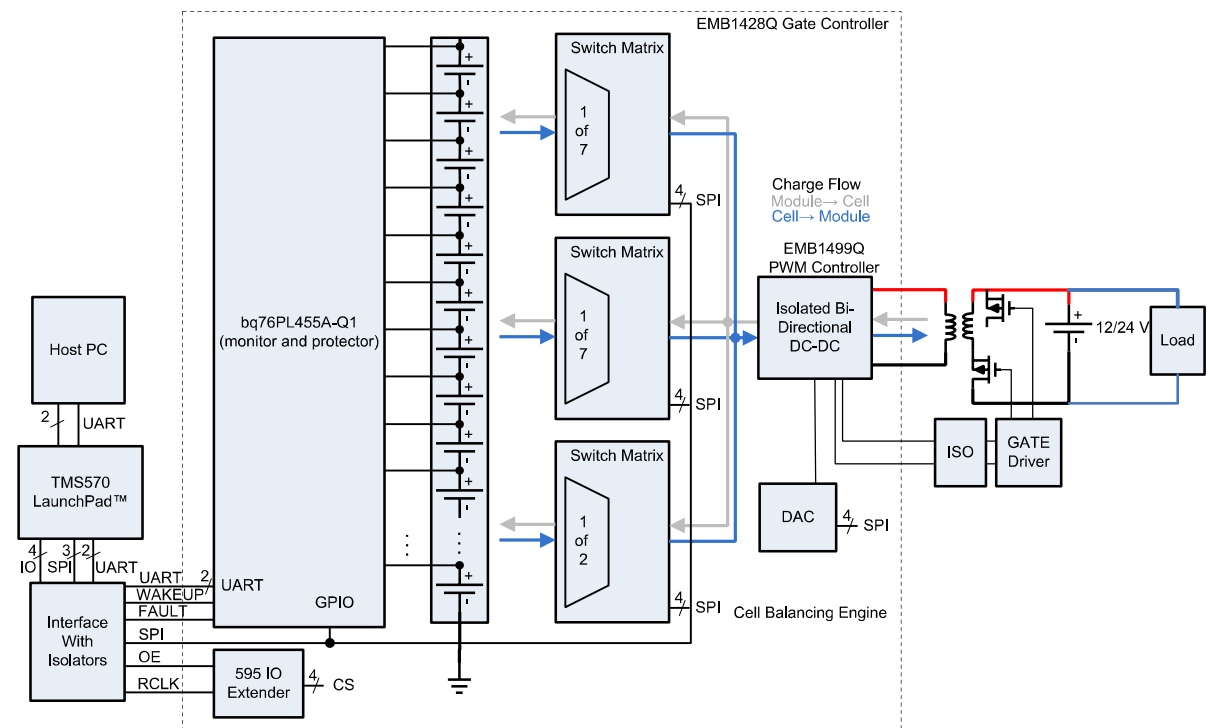 EMB1428Q Gate Controller
Switch Matrix
1
of
7
4
SPI
Charge Flow
Module→ Cell
Cell→ Module
EMB1499Q
PWM Controller
Switch Matrix
1
of
7
4
SPI
Isolated Bi-
Directional
DC-DC
+
12/24 V
Load
bq76PL455A-Q1
(monitor and protector)
Host PC
2
UART
TMS570
LaunchPad™
4
3
2
IO
SPI
UART
Switch Matrix
1
of
2
4
SPI
ISO
GATE
Driver
DAC
4
SPI
Cell Balancing Engine
Interface
With
Isolators
UART
2
UART
WAKEUP
FAULT
GPIO
SPI
OE
RCLK
595 IO
Extender
4
CS
+
-
+
-
+
-
+
-
+
-
+
-
+
-
+
-
+
-
+
-
+
-